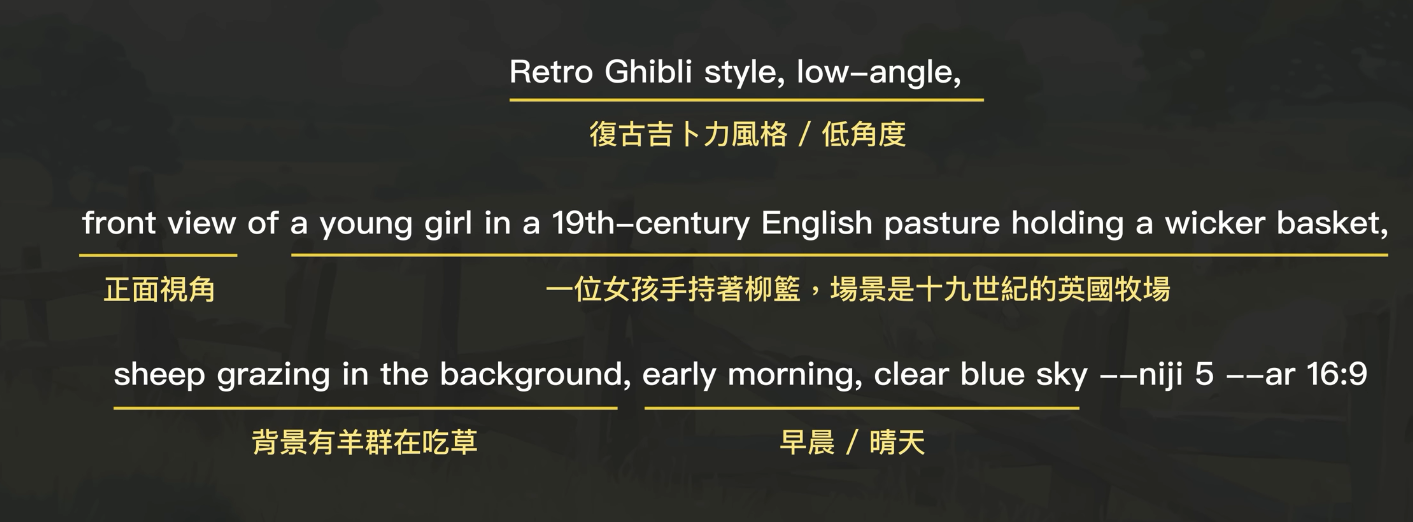 Retro Ghibli style, low-angle,
復古吉卜力風格 / 低角度
front view of a young girl in a 19th-century English pasture holding a wicker basket,
正面視角 一位女孩手持著柳籃，場景是十九世紀的英國牧場
sheep grazing in the background, early morning, clear blue sky --niji 5 --ar 16:9
背景有羊群在吃草 早晨 / 晴天